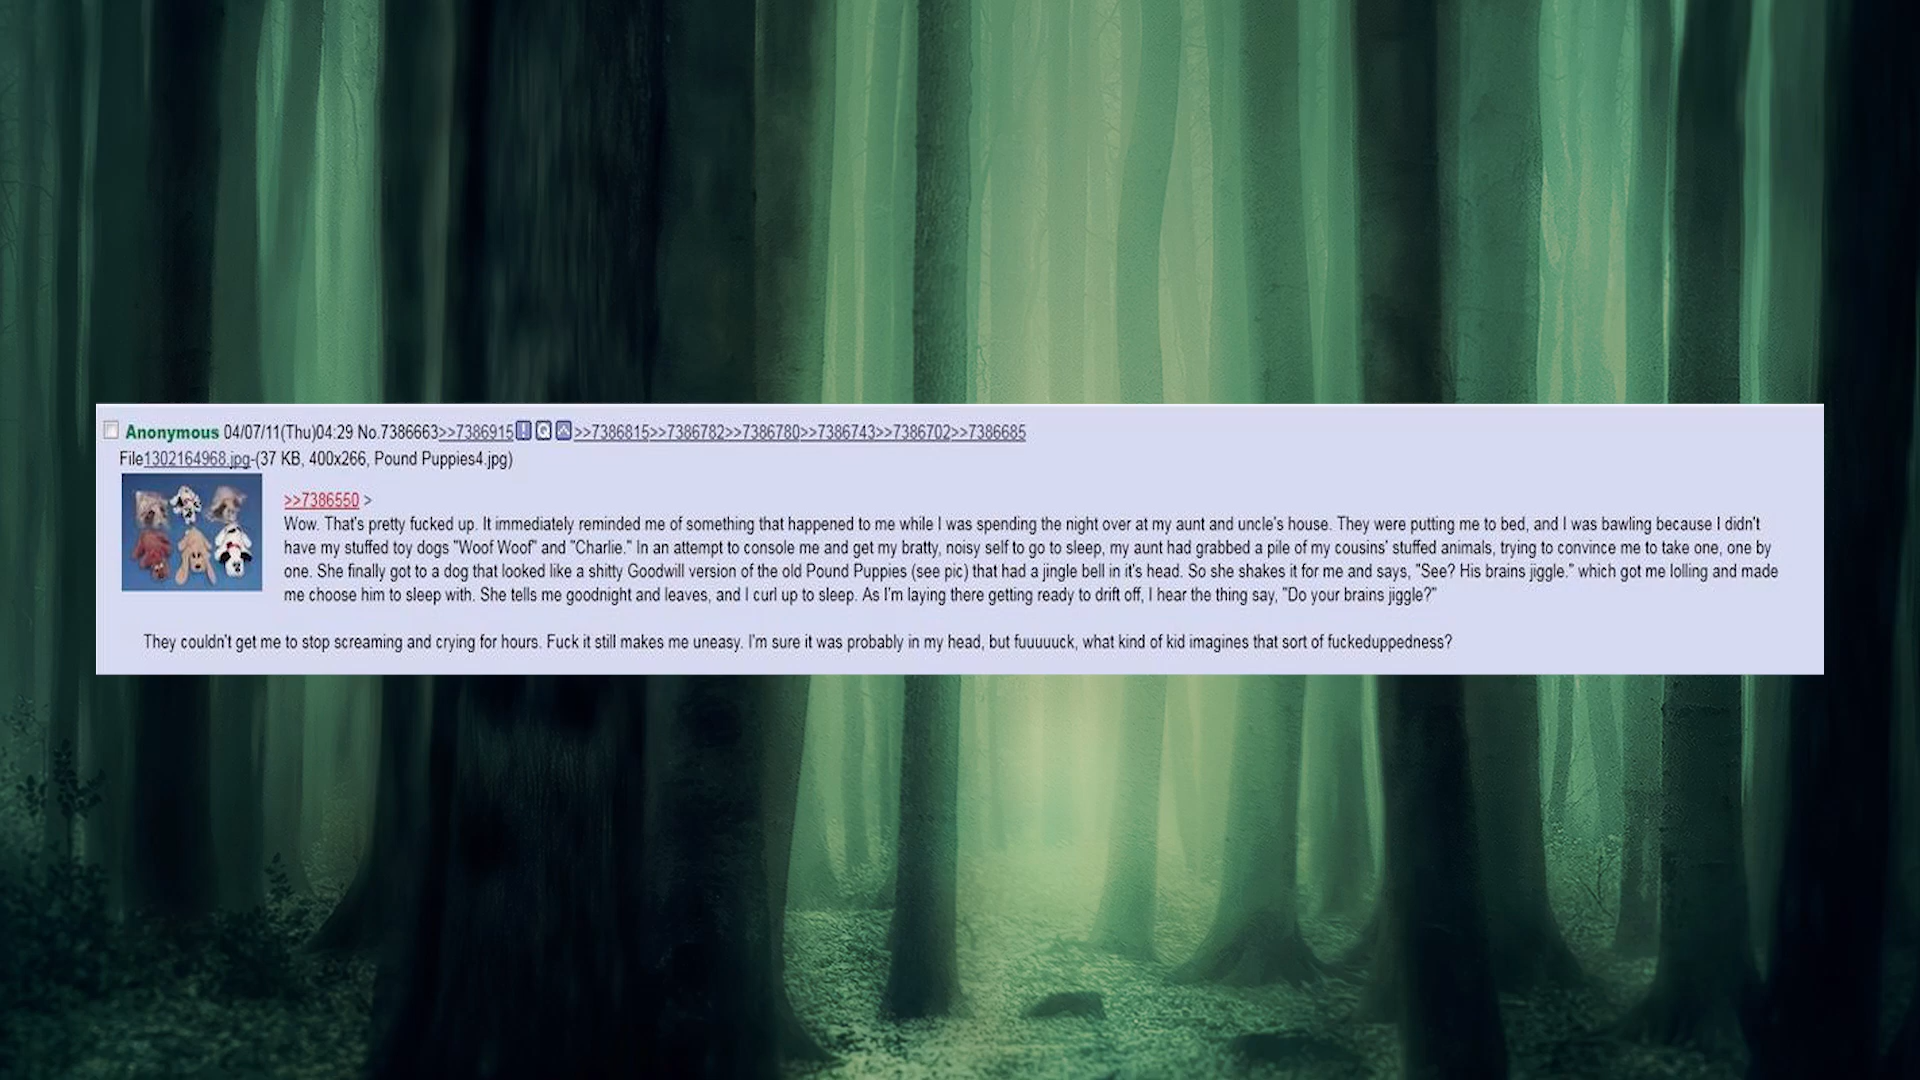 Anonymous 04/07/11(Thu)04:29 No.7386663>>7386915 >>7386815>>7386782>>7386780>>7386743>>7386702>>7386685
File1302164968.jpg-(37 KB, 400x266, Pound Puppies4.jpg)
>>7386550 >
Wow. That's pretty fucked up. It immediately reminded me of something that happened to me while I was spending the night over at my aunt and uncle's house. They were putting me to bed, and I was bawling because I didn't
have my stuffed toy dogs "Woof Woof" and "Charlie." In an attempt to console me and get my bratty, noisy self to go to sleep, my aunt had grabbed a pile of my cousins' stuffed animals, trying to convince me to take one, one by
one. She finally got to a dog that looked like a shitty Goodwill version of the old Pound Puppies (see pic) that had a jingle bell in it's head. So she shakes it for me and says, "See? His brains jiggle." which got me lolling and made
me choose him to sleep with. She tells me goodnight and leaves, and I curl up to sleep. As I'm laying there getting ready to drift off, I hear the thing say, "Do your brains jiggle?"
They couldn't get me to stop screaming and crying for hours. Fuck it still makes me uneasy. I'm sure it was probably in my head, but fuuuuuck, what kind of kid imagines that sort of fuckeduppedness?